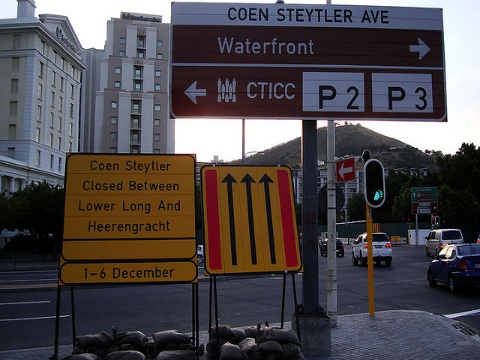 COEN STEYTLER AVE
Waterfront
CTICC P2 P3
Coen Steytler
Closed Between
Lower Long And
Heerengracht
1-6 December